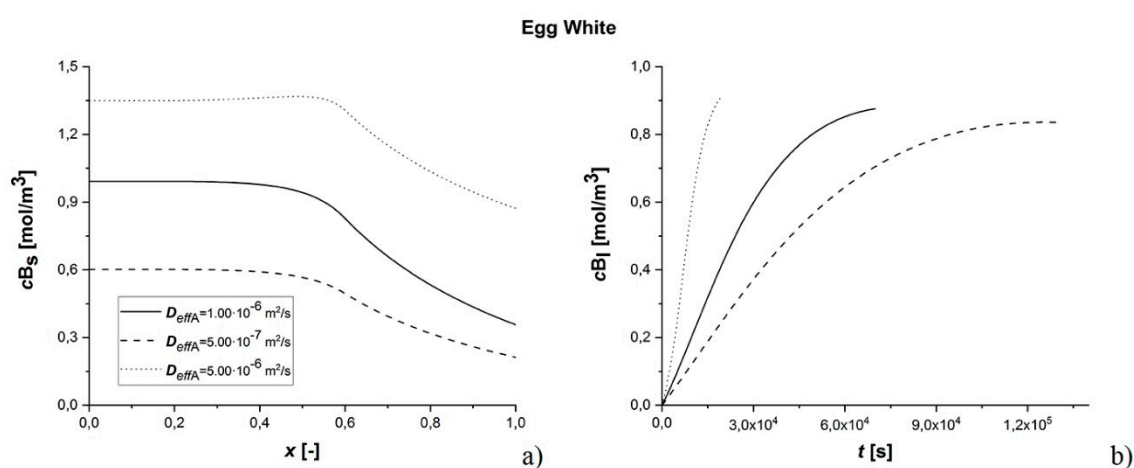 Egg White
1,5
1,2
0,9
0,6
0,3
0,0
cBs [mol/m³]
D_effA=1.00·10⁻⁶ m²/s
D_effA=5.00·10⁻⁷ m²/s
D_effA=5.00·10⁻⁶ m²/s
0,0 0,2 0,4 0,6 0,8 1,0
x [-]
a)
1,0
0,8
0,6
0,4
0,2
0,0
cBl [mol/m³]
0,0 3,0x10⁴ 6,0x10⁴ 9,0x10⁴ 1,2x10⁵
t [s]
b)